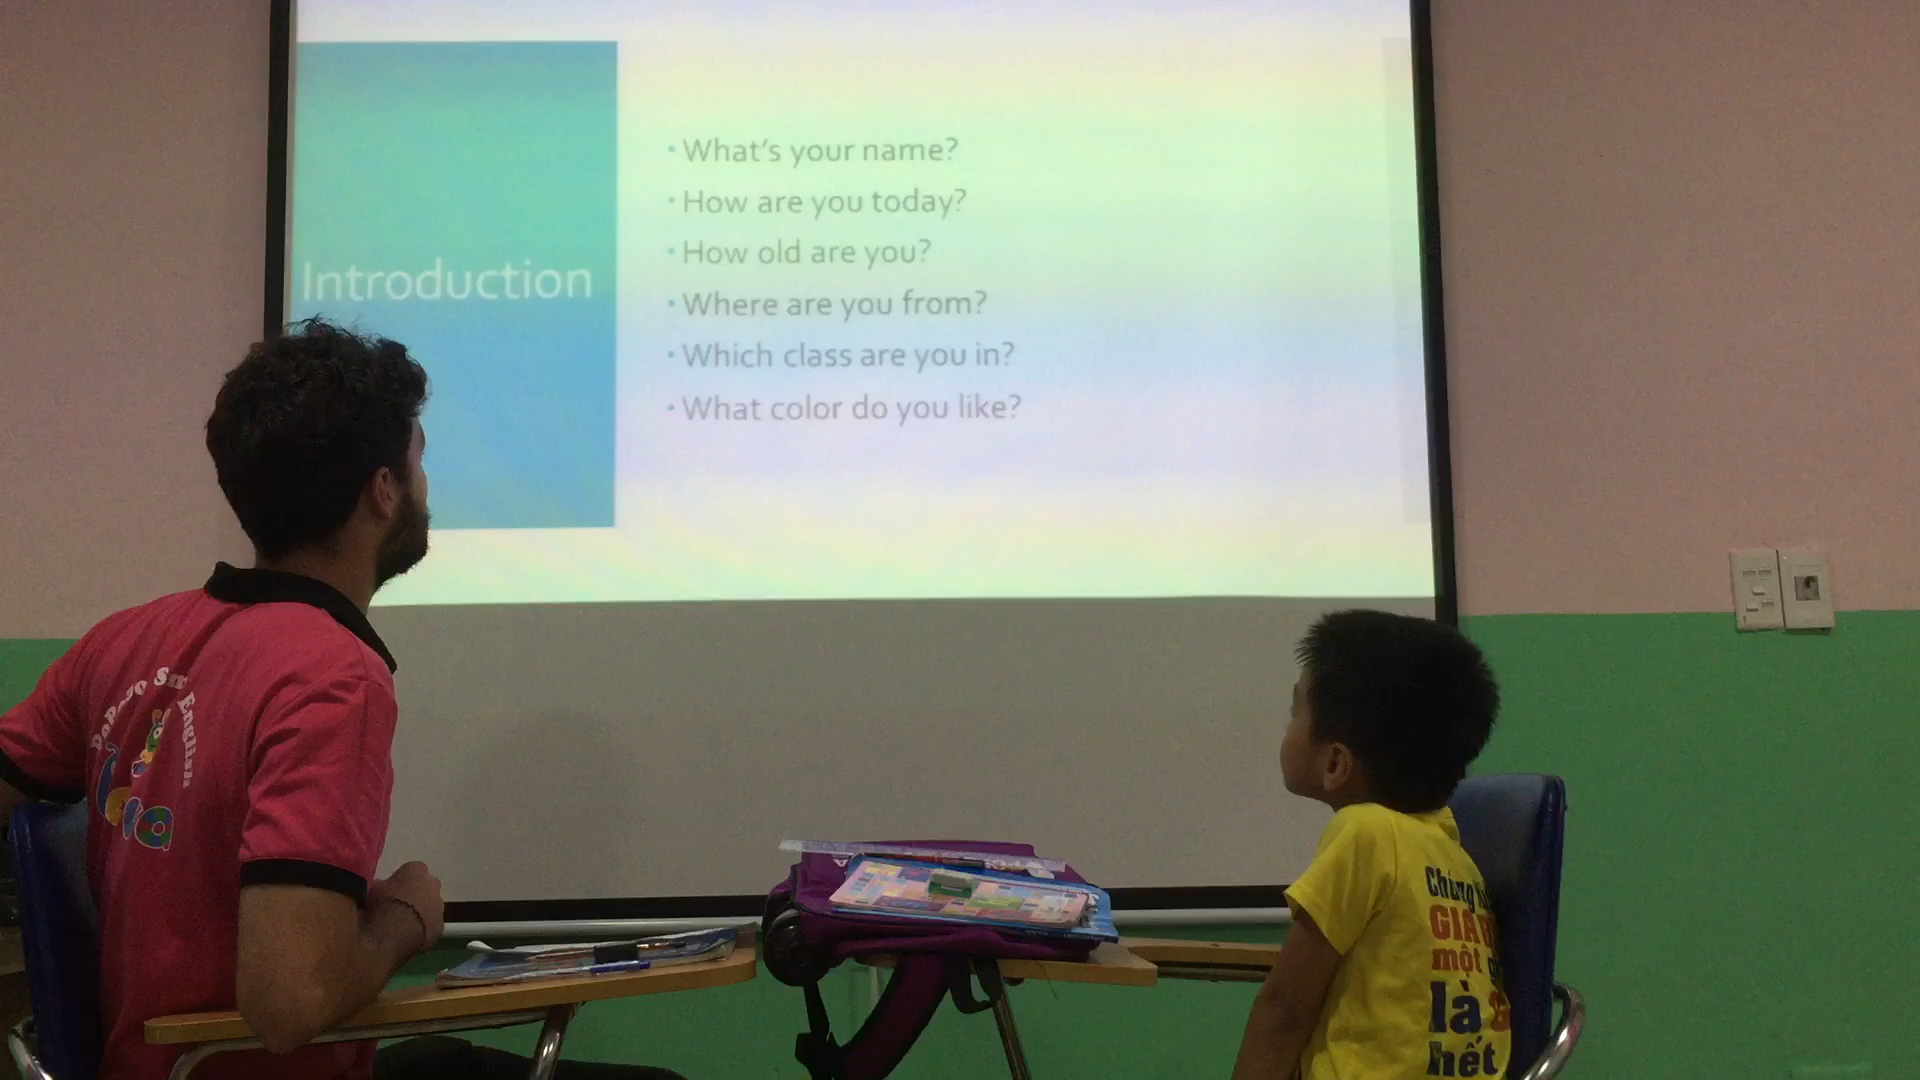 Introduction
• What's your name?
• How are you today?
• How old are you?
• Where are you from?
• Which class are you in?
• What color do you like?
English
một
là
hết